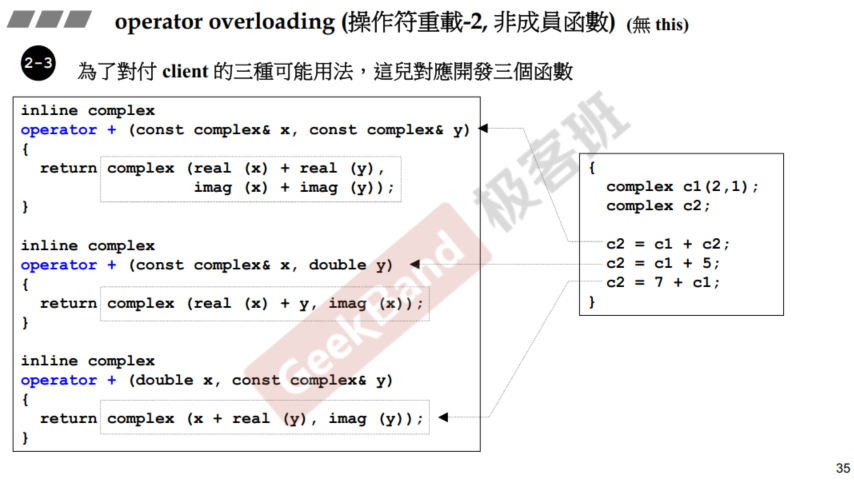 operator overloading (操作符重載-2, 非成員函數) (無 this)
2-3
為了對付 client 的三種可能用法，這兒對應開發三個函數
inline complex
operator + (const complex& x, const complex& y)
{
return complex (real (x) + real (y),
imag (x) + imag (y));
}
inline complex
operator + (const complex& x, double y)
{
return complex (real (x) + y, imag (x));
}
inline complex
operator + (double x, const complex& y)
{
return complex (x + real (y), imag (y));
}
{
complex c1(2,1);
complex c2;
c2 = c1 + c2;
c2 = c1 + 5;
c2 = 7 + c1;
}
GeekBand 极客班
35